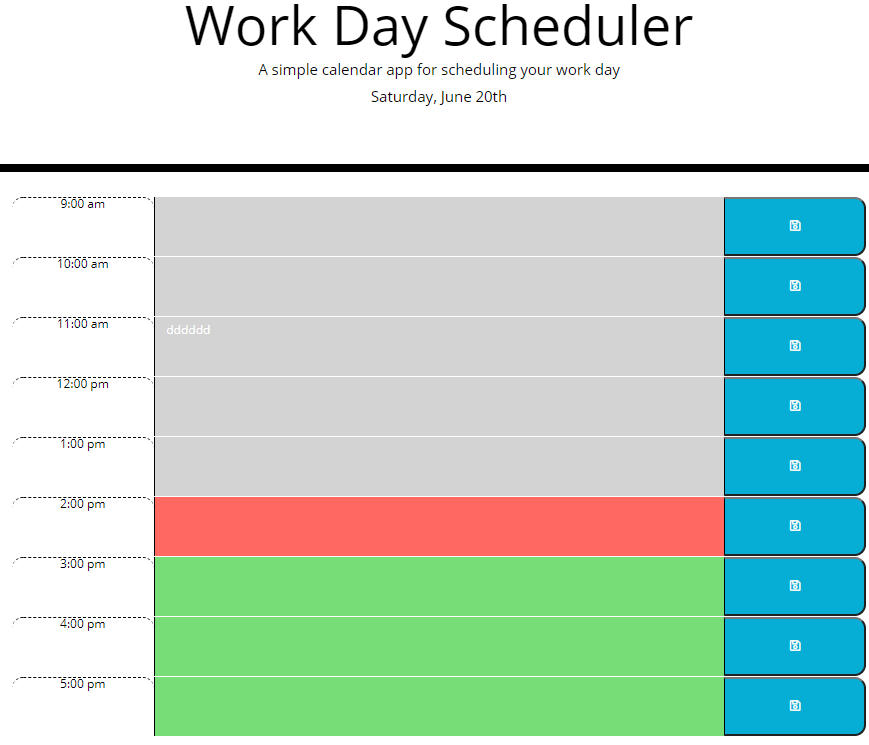 Work Day Scheduler
A simple calendar app for scheduling your work day
Saturday, June 20th
9:00 am
10:00 am
11:00 am
dddddd
12:00 pm
1:00 pm
2:00 pm
3:00 pm
4:00 pm
5:00 pm